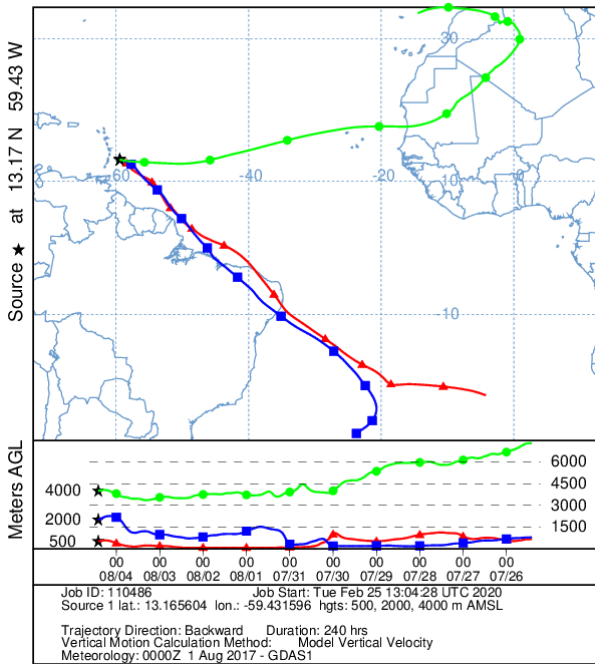 Source ★ at 13.17 N 59.43 W
30
-60 -40 -20 0
10
-10
Meters AGL
4000
2000
500
6000
4500
3000
1500
00 00 00 00 00 00 00 00 00 00
08/04 08/03 08/02 08/01 07/31 07/30 07/29 07/28 07/27 07/26
Job ID: 110486 Job Start: Tue Feb 25 13:04:28 UTC 2020
Source 1 lat.: 13.165604 lon.: -59.431596 hgts: 500, 2000, 4000 m AMSL
Trajectory Direction: Backward Duration: 240 hrs
Vertical Motion Calculation Method: Model Vertical Velocity
Meteorology: 0000Z 1 Aug 2017 - GDAS1